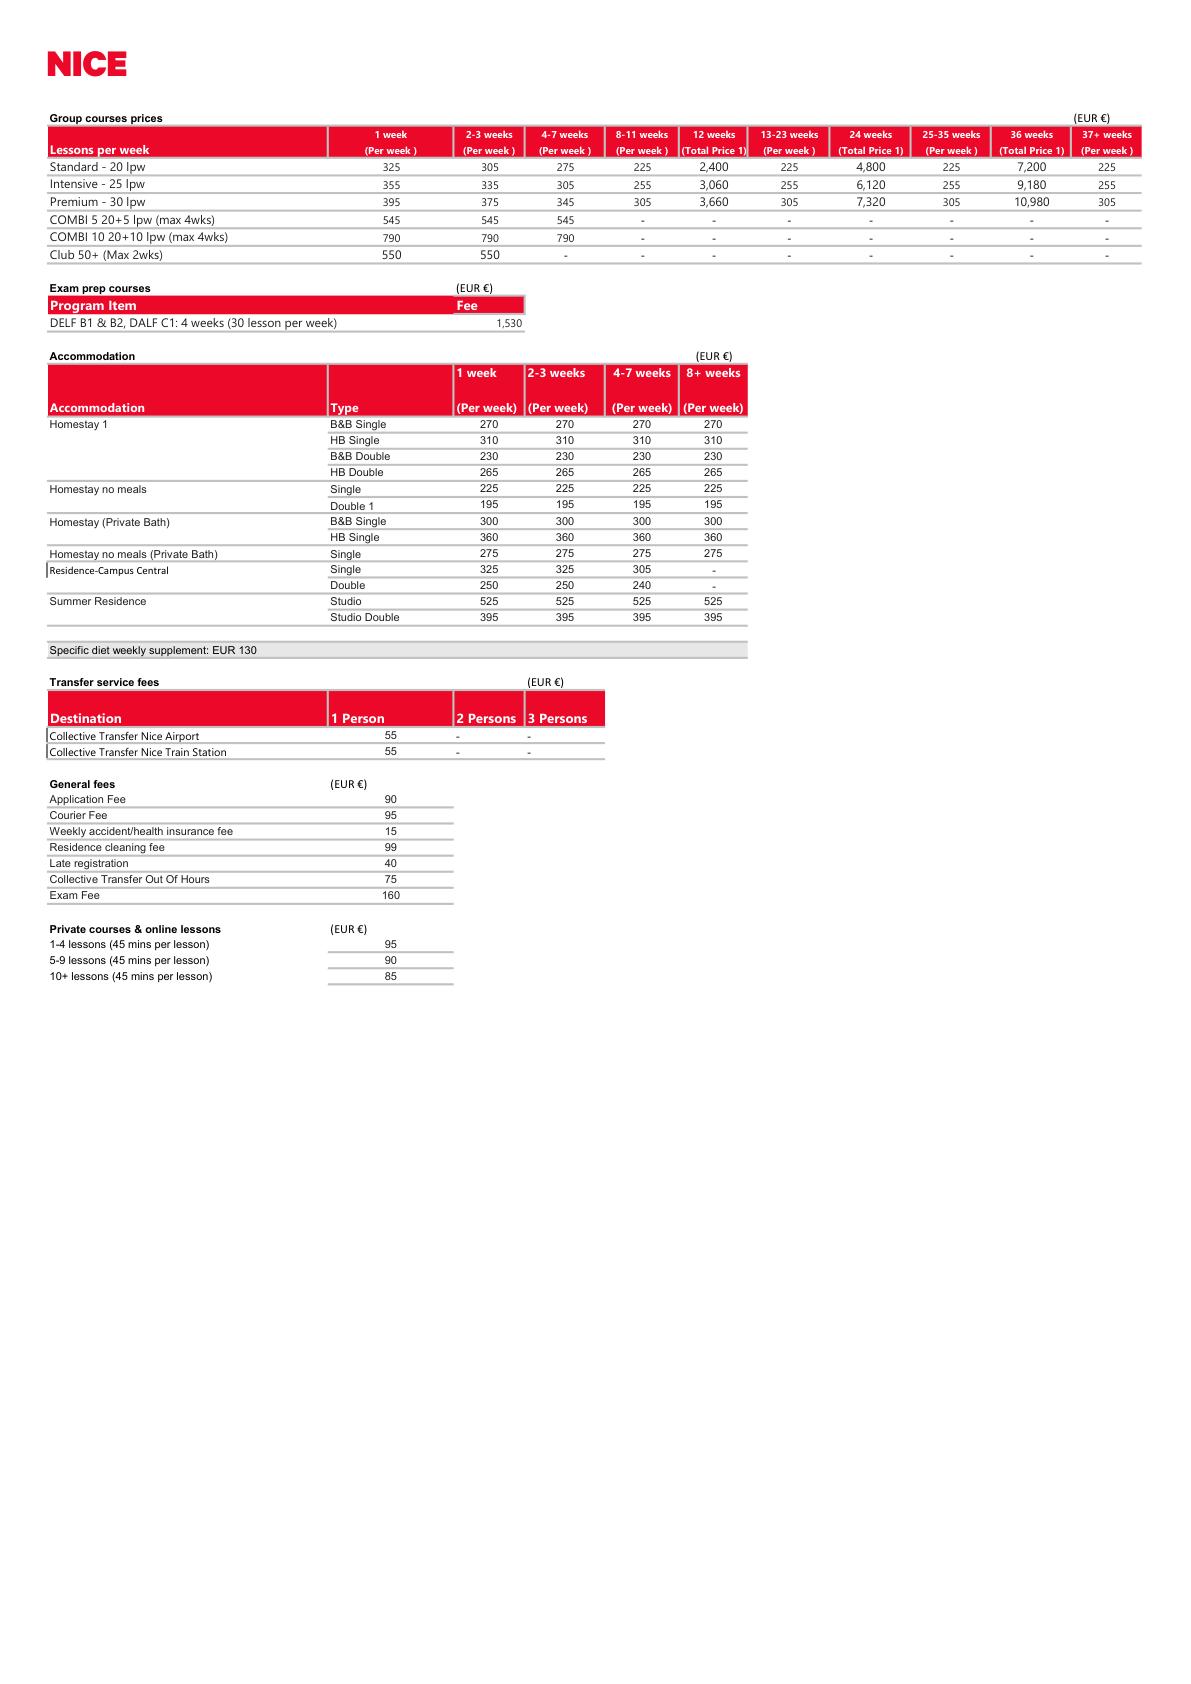 NICE
Group courses prices (EUR €)
1 week 2-3 weeks 4-7 weeks 8-11 weeks 12 weeks 13-23 weeks 24 weeks 25-35 weeks 36 weeks 37+ weeks
Lessons per week (Per week ) (Per week ) (Per week ) (Per week ) (Total Price 1) (Per week ) (Total Price 1) (Per week ) (Total Price 1) (Per week )
Standard - 20 lpw 325 305 275 225 2,400 225 4,800 225 7,200 225
Intensive - 25 lpw 355 335 305 255 3,060 255 6,120 255 9,180 255
Premium - 30 lpw 395 375 345 305 3,660 305 7,320 305 10,980 305
COMBI 5 20+5 lpw (max 4wks) 545 545 545 - - - - - - -
COMBI 10 20+10 lpw (max 4wks) 790 790 790 - - - - - - -
Club 50+ (Max 2wks) 550 550 - - - - - - - -
Exam prep courses (EUR €)
Program Item Fee
DELF B1 & B2, DALF C1: 4 weeks (30 lesson per week) 1,530
Accommodation (EUR €)
1 week 2-3 weeks 4-7 weeks 8+ weeks
Accommodation Type (Per week) (Per week) (Per week) (Per week)
Homestay 1 B&B Single 270 270 270 270
HB Single 310 310 310 310
B&B Double 230 230 230 230
HB Double 265 265 265 265
Homestay no meals Single 225 225 225 225
Double 1 195 195 195 195
Homestay (Private Bath) B&B Single 300 300 300 300
HB Single 360 360 360 360
Homestay no meals (Private Bath) Single 275 275 275 275
Residence-Campus Central Single 325 325 305 -
Double 250 250 240 -
Summer Residence Studio 525 525 525 525
Studio Double 395 395 395 395
Specific diet weekly supplement: EUR 130
Transfer service fees (EUR €)
Destination 1 Person 2 Persons 3 Persons
Collective Transfer Nice Airport 55 - -
Collective Transfer Nice Train Station 55 - -
General fees (EUR €)
Application Fee 90
Courier Fee 95
Weekly accident/health insurance fee 15
Residence cleaning fee 99
Late registration 40
Collective Transfer Out Of Hours 75
Exam Fee 160
Private courses & online lessons (EUR €)
1-4 lessons (45 mins per lesson) 95
5-9 lessons (45 mins per lesson) 90
10+ lessons (45 mins per lesson) 85